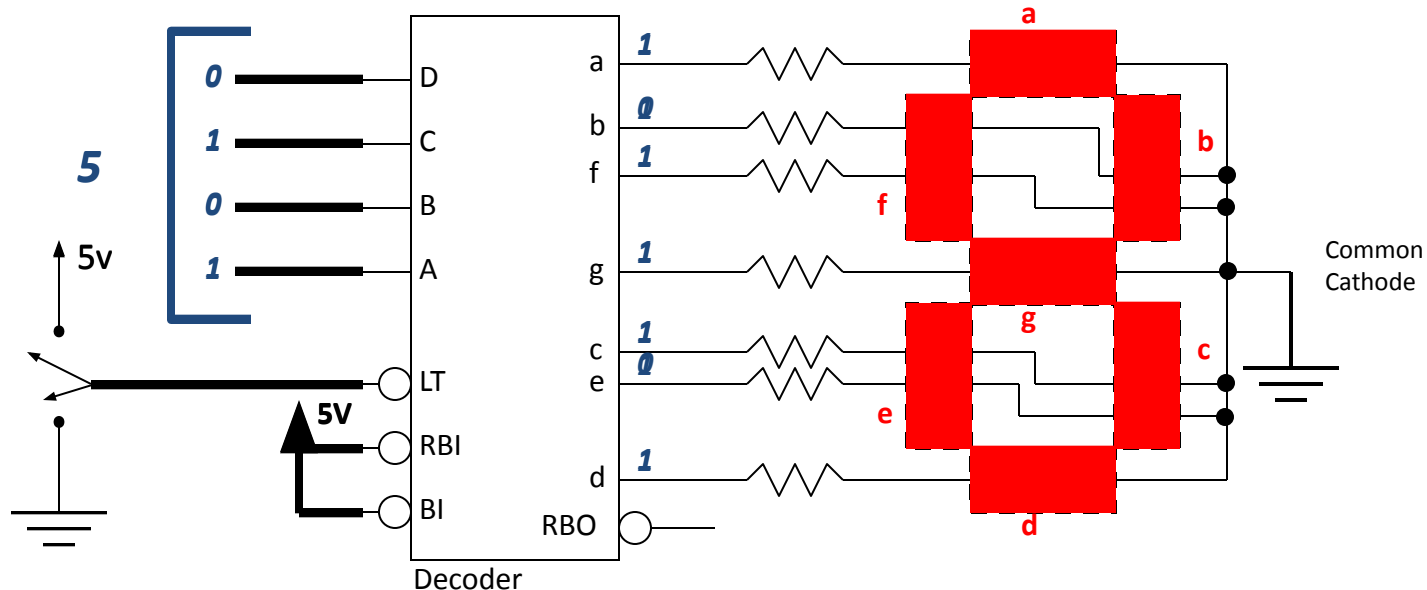 a
0 D a 1
b 0
1 C b
5 f 1
0 B f
5v
1 A g 1
Common
Cathode
g
c 1
c
LT e 0
e
5V
RBI
d 1
BI
RBO d
Decoder